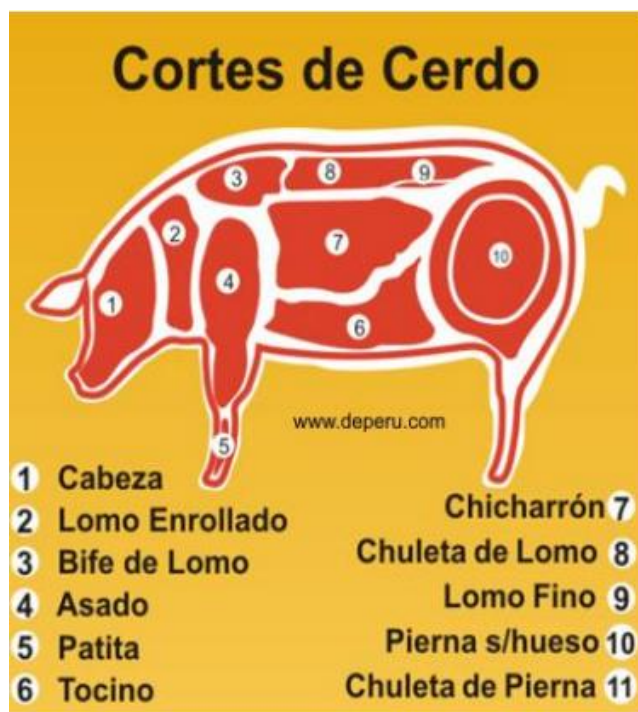 Cortes de Cerdo
1
2
3
4
5
6
7
8
9
10
www.deperu.com
1 Cabeza
2 Lomo Enrollado
3 Bife de Lomo
4 Asado
5 Patita
6 Tocino
Chicharrón 7
Chuleta de Lomo 8
Lomo Fino 9
Pierna s/hueso 10
Chuleta de Pierna 11